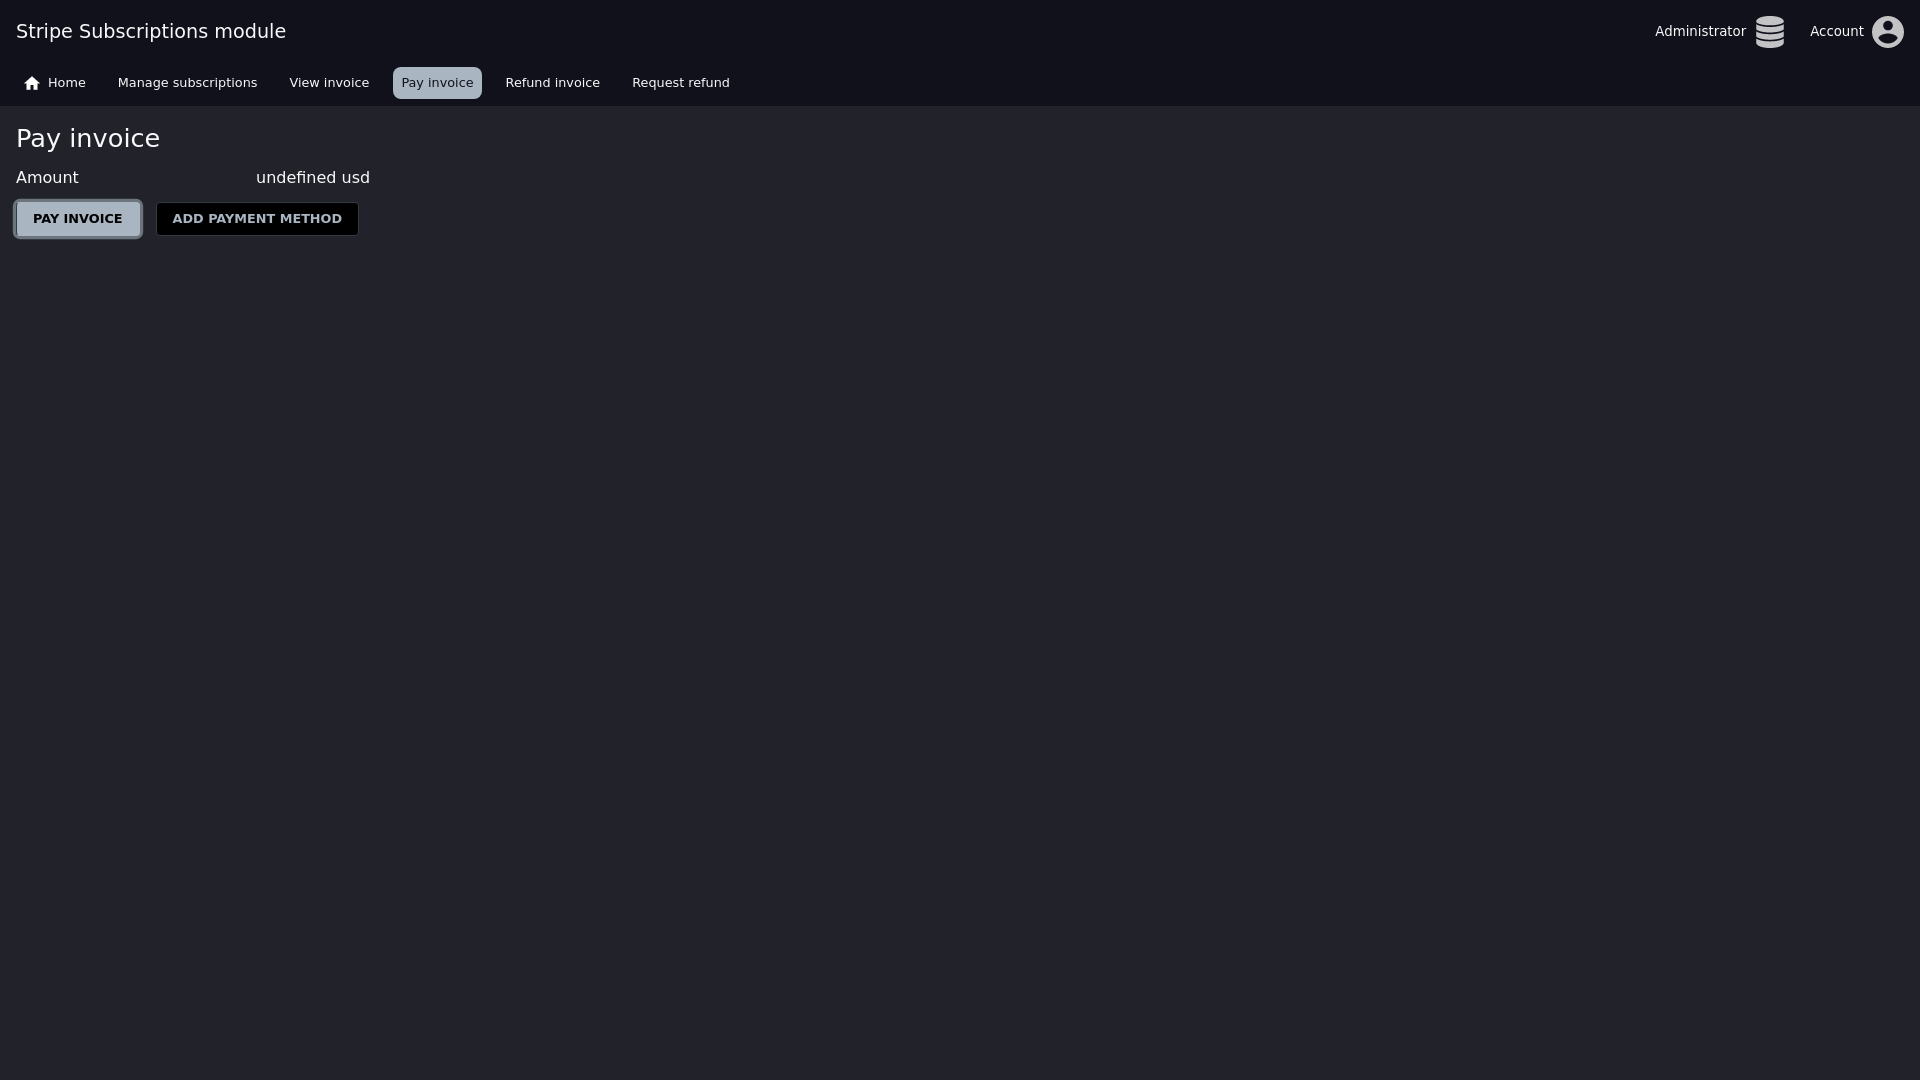 Stripe Subscriptions module
Administrator
Account
Home
Manage subscriptions
View invoice
Pay invoice
Refund invoice
Request refund
Pay invoice
Amount undefined usd
PAY INVOICE
ADD PAYMENT METHOD